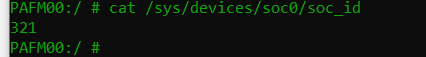 PAFM00:/ # cat /sys/devices/soc0/soc_id
321
PAFM00:/ #